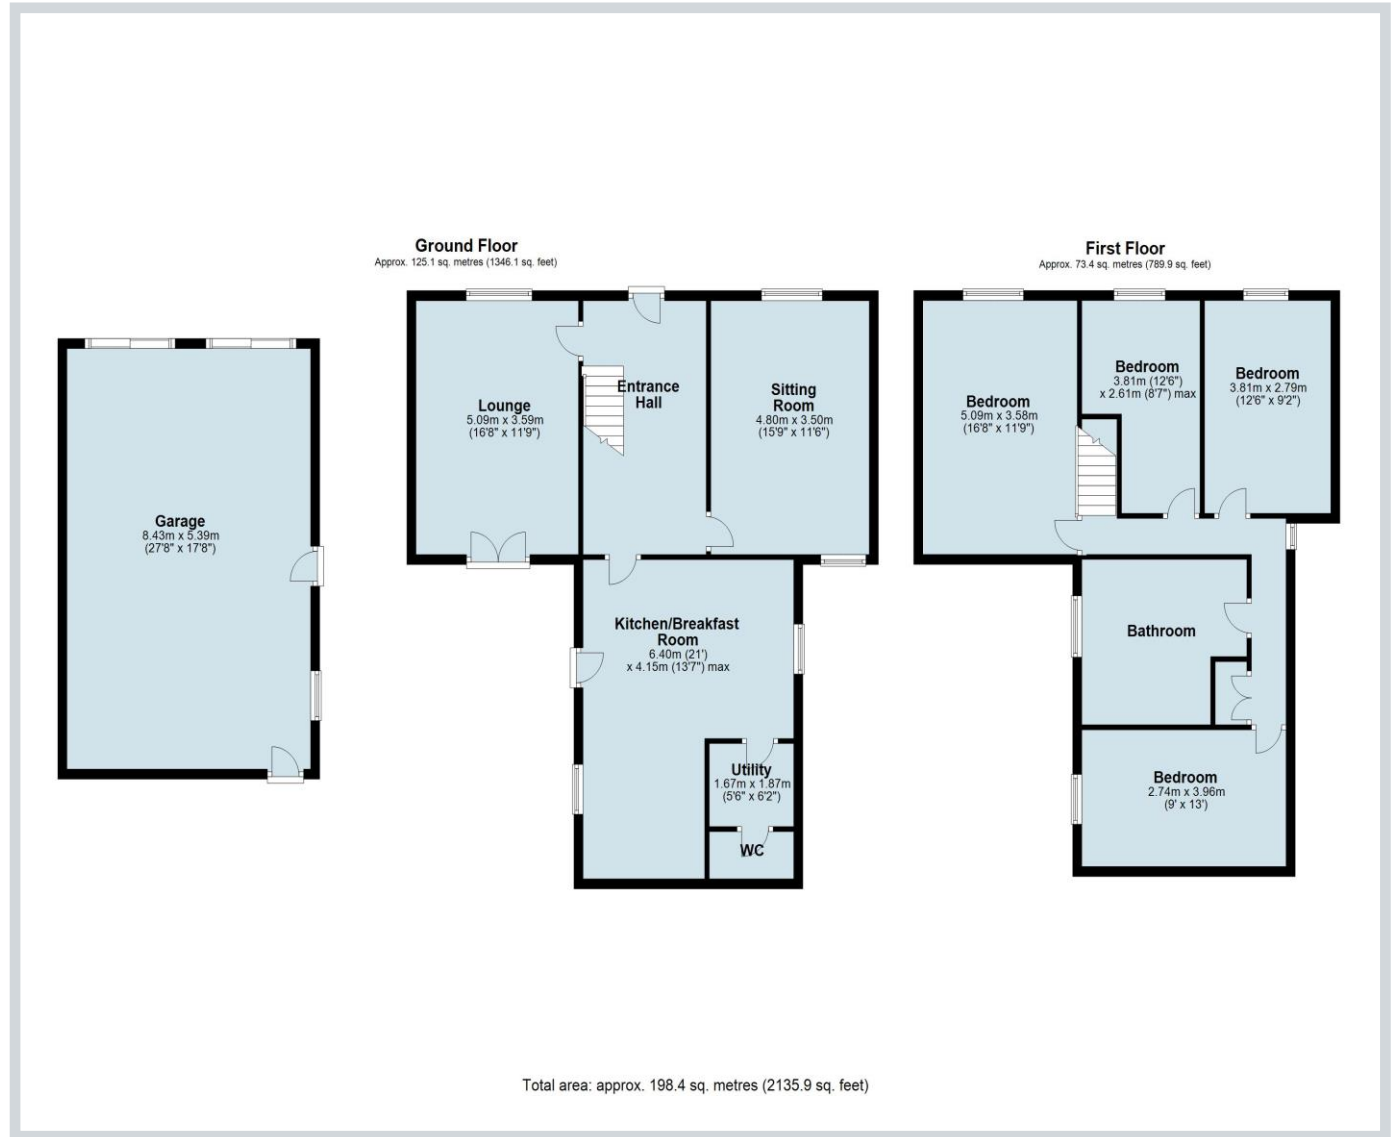 Ground Floor
Approx. 125.1 sq. metres (1346.1 sq. feet)
First Floor
Approx. 73.4 sq. metres (789.9 sq. feet)
Garage
8.43m x 5.39m
(27'8" x 17'8")
Lounge
5.09m x 3.59m
(16'8" x 11'9")
Entrance
Hall
Sitting
Room
4.80m x 3.50m
(15'9" x 11'6")
Kitchen/Breakfast
Room
6.40m (21')
x 4.15m (13'7") max
Utility
1.67m x 1.87m
(5'6" x 6'2")
WC
Bedroom
5.09m x 3.58m
(16'8" x 11'9")
Bedroom
3.81m (12'6")
x 2.61m (8'7") max
Bedroom
3.81m x 2.79m
(12'6" x 9'2")
Bathroom
Bedroom
2.74m x 3.96m
(9' x 13')
Total area: approx. 198.4 sq. metres (2135.9 sq. feet)